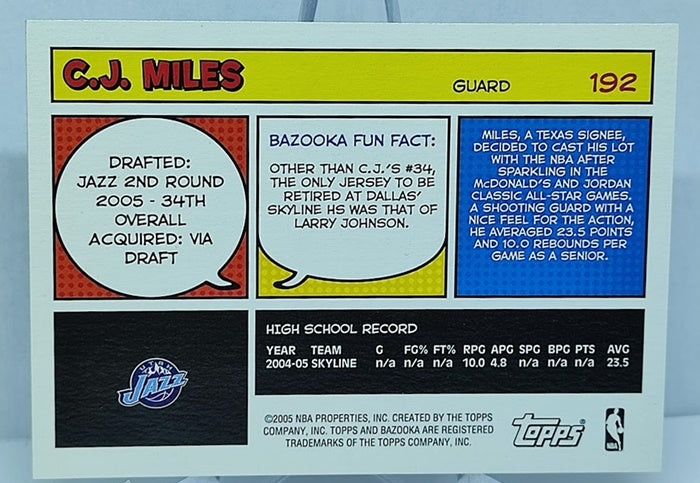 C.J. MILES
GUARD 192
DRAFTED:
JAZZ 2ND ROUND
2005 - 34TH
OVERALL
ACQUIRED: VIA
DRAFT
BAZOOKA FUN FACT:
OTHER THAN C.J.'S #34,
THE ONLY JERSEY TO BE
RETIRED AT DALLAS'
SKYLINE HS WAS THAT OF
LARRY JOHNSON.
MILES, A TEXAS SIGNEE,
DECIDED TO CAST HIS LOT
WITH THE NBA AFTER
SPARKLING IN THE
McDONALD'S AND JORDAN
CLASSIC ALL-STAR GAMES.
A SHOOTING GUARD WITH A
NICE FEEL FOR THE ACTION,
HE AVERAGED 23.5 POINTS
AND 10.0 REBOUNDS PER
GAME AS A SENIOR.
UTAH
JAZZ
HIGH SCHOOL RECORD
YEAR TEAM G FG% FT% RPG APG SPG BPG PTS AVG
2004-05 SKYLINE n/a n/a n/a 10.0 4.8 n/a n/a n/a 23.5
©2005 NBA PROPERTIES, INC. CREATED BY THE TOPPS
COMPANY, INC. TOPPS AND BAZOOKA ARE REGISTERED
TRADEMARKS OF THE TOPPS COMPANY, INC.
Topps
NBA